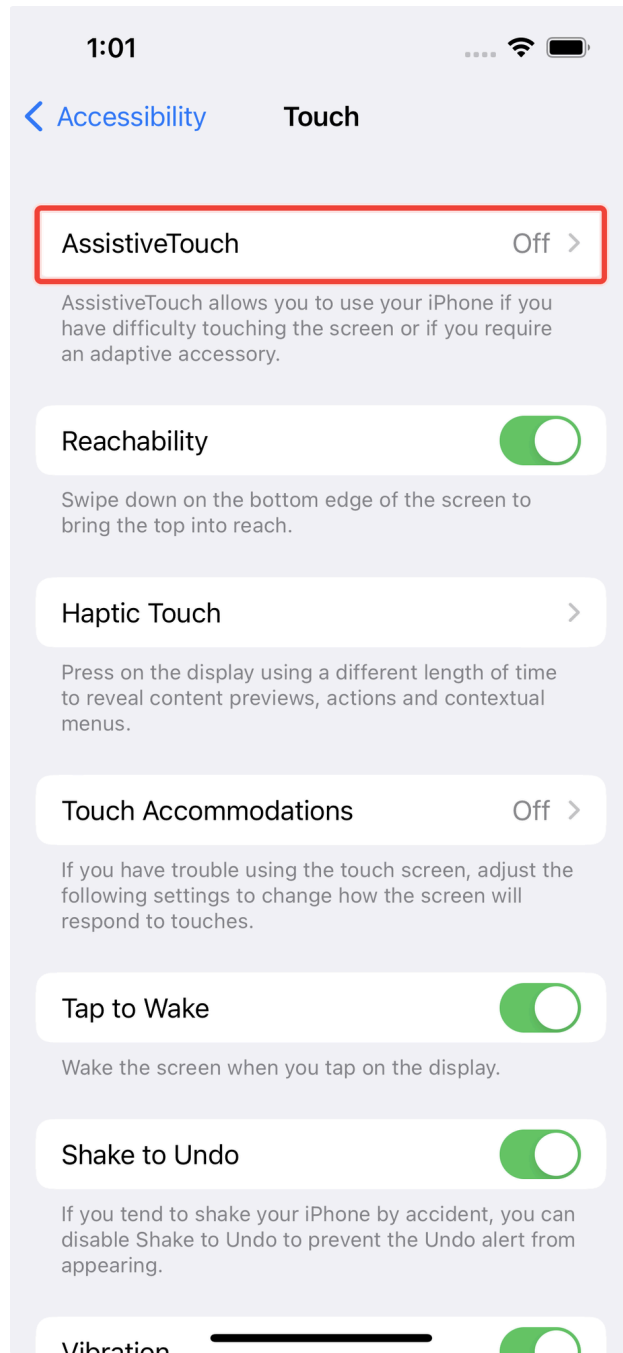 1:01
Accessibility Touch
AssistiveTouch Off
AssistiveTouch allows you to use your iPhone if you
have difficulty touching the screen or if you require
an adaptive accessory.
Reachability
Swipe down on the bottom edge of the screen to
bring the top into reach.
Haptic Touch
Press on the display using a different length of time
to reveal content previews, actions and contextual
menus.
Touch Accommodations Off
If you have trouble using the touch screen, adjust the
following settings to change how the screen will
respond to touches.
Tap to Wake
Wake the screen when you tap on the display.
Shake to Undo
If you tend to shake your iPhone by accident, you can
disable Shake to Undo to prevent the Undo alert from
appearing.
Vibration